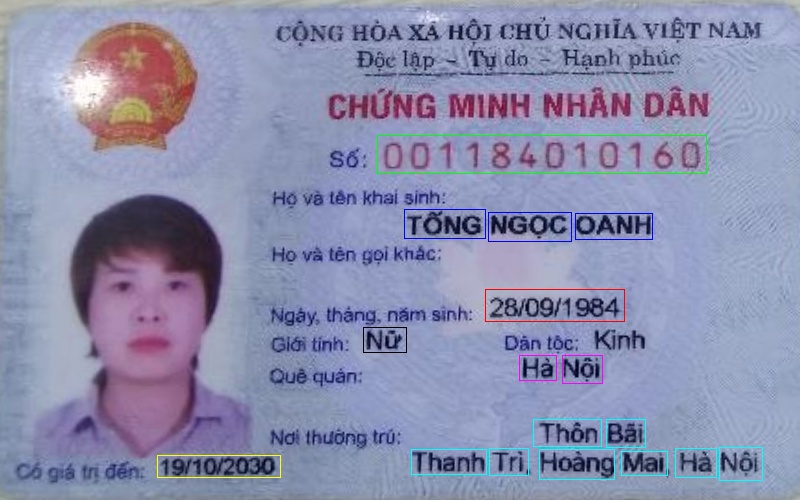 CỘNG HÒA XÃ HỘI CHỦ NGHĨA VIỆT NAM
Độc lập - Tự do - Hạnh phúc
CHỨNG MINH NHÂN DÂN
Số: 001184010160
Họ và tên khai sinh:
TỐNG NGỌC OANH
Họ và tên gọi khác:
Ngày, tháng, năm sinh: 28/09/1984
Giới tính: Nữ Dân tộc: Kinh
Quê quán: Hà Nội
Nơi thường trú: Thôn Bãi
Thanh Trì, Hoàng Mai, Hà Nội
Có giá trị đến: 19/10/2030